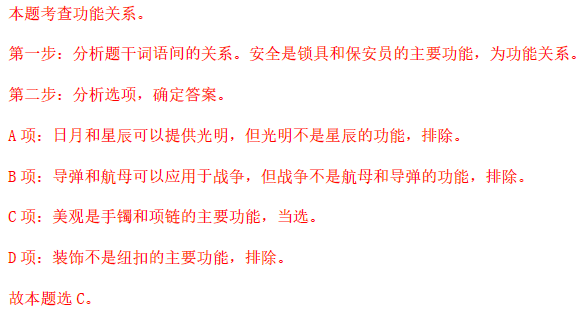 本题考查功能关系。
第一步：分析题干词语间的关系。安全是锁具和保安员的主要功能，为功能关系。
第二步：分析选项，确定答案。
A项：日月和星辰可以提供光明，但光明不是星辰的功能，排除。
B项：导弹和航母可以应用于战争，但战争不是航母和导弹的功能，排除。
C项：美观是手镯和项链的主要功能，当选。
D项：装饰不是纽扣的主要功能，排除。
故本题选C。